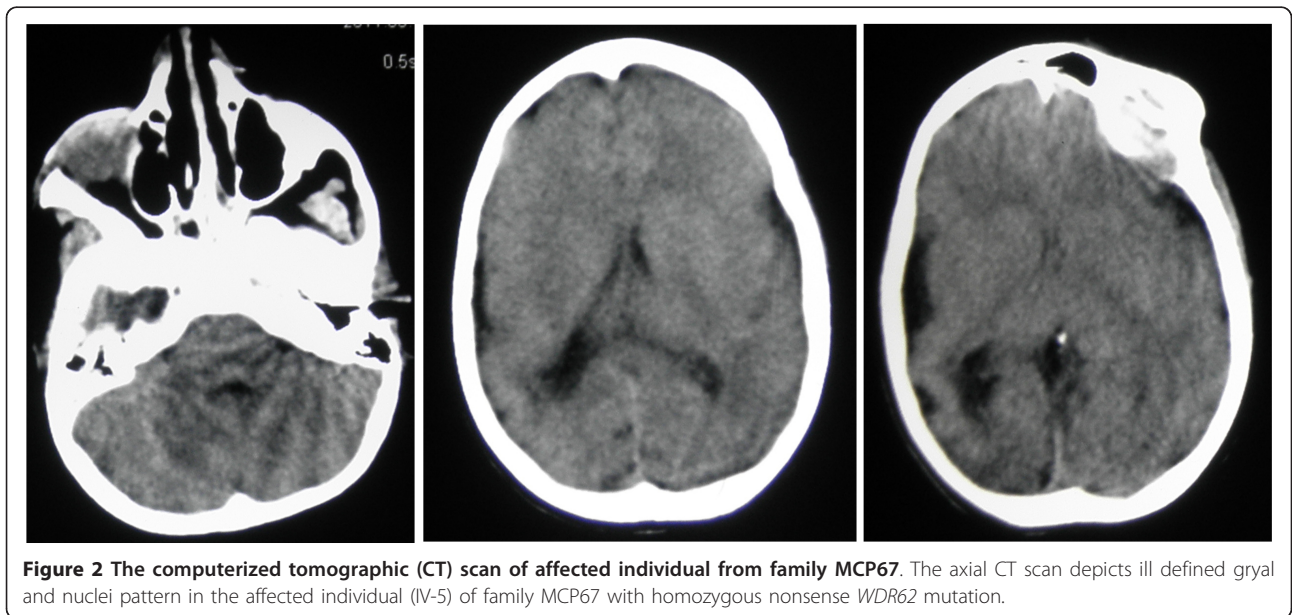 0.5s
Figure 2 The computerized tomographic (CT) scan of affected individual from family MCP67. The axial CT scan depicts ill defined gryal
and nuclei pattern in the affected individual (IV-5) of family MCP67 with homozygous nonsense WDR62 mutation.